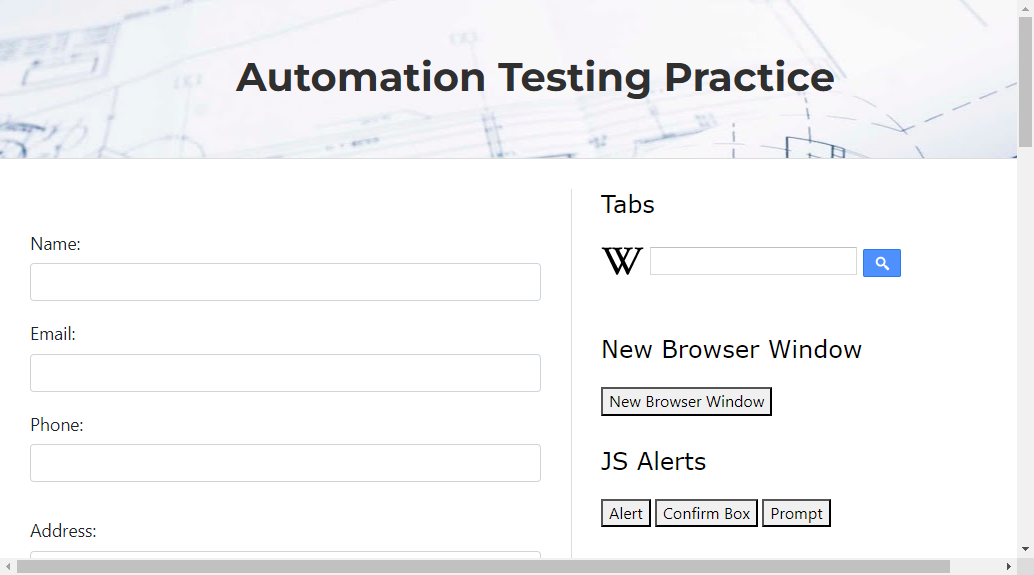 Automation Testing Practice
Name:
Email:
Phone:
Address:
Tabs
W
New Browser Window
New Browser Window
JS Alerts
Alert Confirm Box Prompt